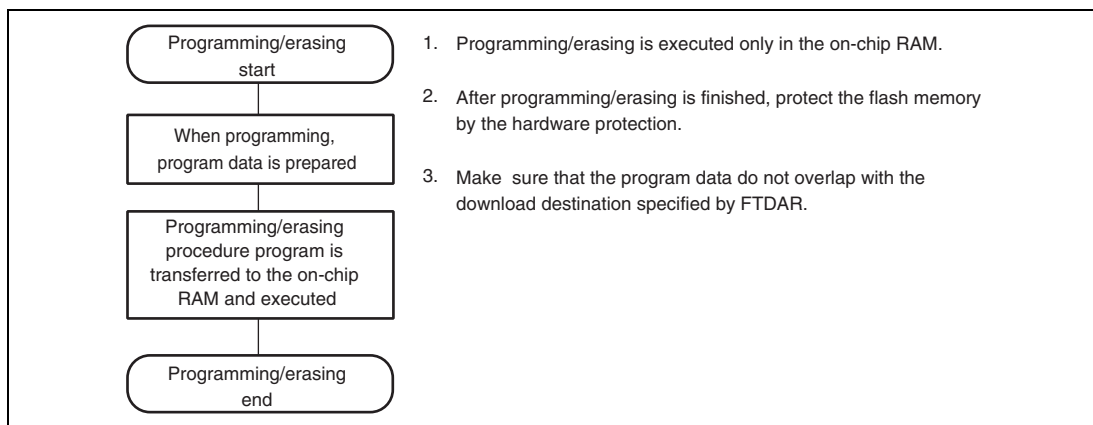 Programming/erasing
start
When programming,
program data is prepared
Programming/erasing
procedure program is
transferred to the on-chip
RAM and executed
Programming/erasing
end
1. Programming/erasing is executed only in the on-chip RAM.
2. After programming/erasing is finished, protect the flash memory
by the hardware protection.
3. Make sure that the program data do not overlap with the
download destination specified by FTDAR.